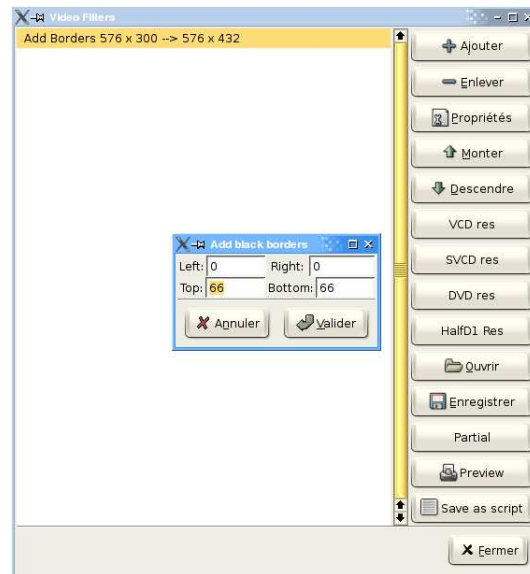 Video Filters
Add Borders 576 x 300 --> 576 x 432
Ajouter
Enlever
Propriétés
Monter
Descendre
VCD res
SVCD res
DVD res
HalfD1 Res
Ouvrir
Enregistrer
Partial
Preview
Save as script
Fermer
Add black borders
Left: 0 Right: 0
Top: 66 Bottom: 66
Annuler Valider